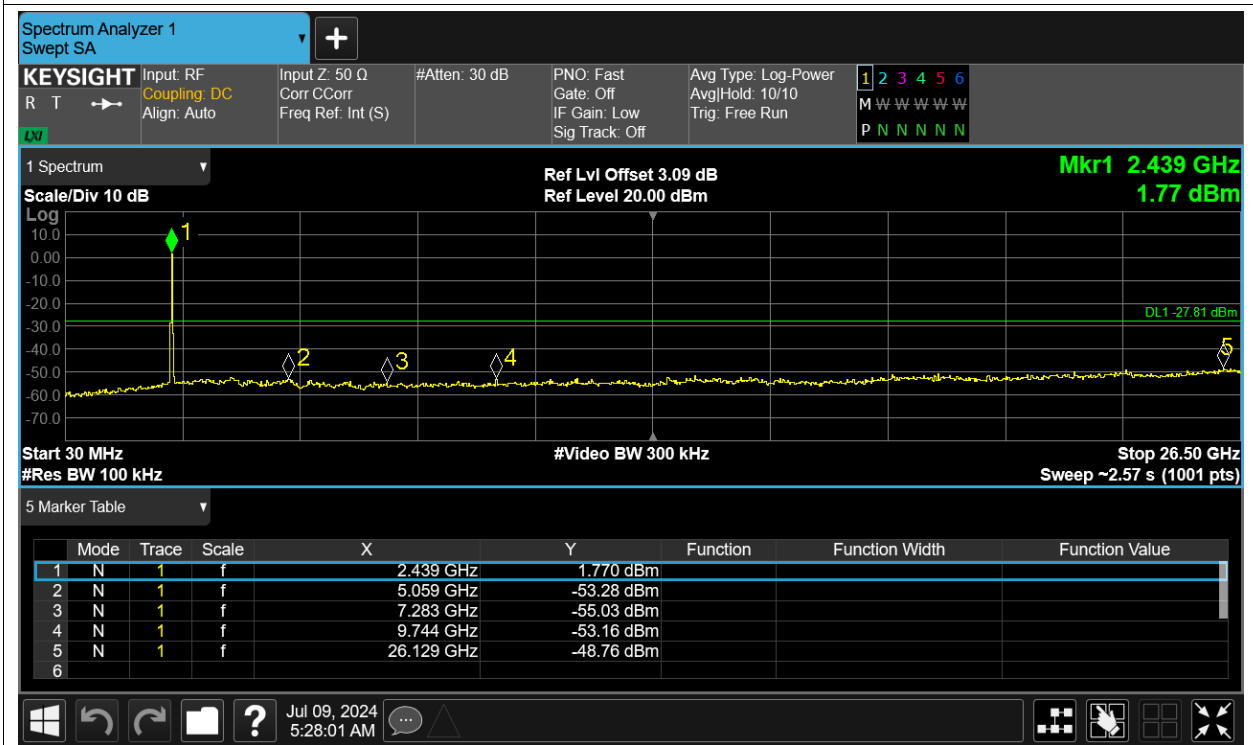 Spectrum Analyzer 1
Swept SA
KEYSIGHT
R T
LXI
Input: RF
Coupling: DC
Align: Auto
Input Z: 50 Ω
Corr CCorr
Freq Ref: Int (S)
#Atten: 30 dB
PNO: Fast
Gate: Off
IF Gain: Low
Sig Track: Off
Avg Type: Log-Power
Avg|Hold: 10/10
Trig: Free Run
1 2 3 4 5 6
M W W W W W W
P N N N N N N
1 Spectrum
Scale/Div 10 dB
Ref Lvl Offset 3.09 dB
Ref Level 20.00 dBm
Mkr1 2.439 GHz
1.77 dBm
Log
10.0
0.00
-10.0
-20.0
-30.0
-40.0
-50.0
-60.0
-70.0
1
2
3
4
5
DL1 -27.81 dBm
Start 30 MHz
#Res BW 100 kHz
#Video BW 300 kHz
Stop 26.50 GHz
Sweep ~2.57 s (1001 pts)
5 Marker Table
Mode Trace Scale X Y Function Function Width Function Value
1 N 1 f 2.439 GHz 1.770 dBm
2 N 1 f 5.059 GHz -53.28 dBm
3 N 1 f 7.283 GHz -55.03 dBm
4 N 1 f 9.744 GHz -53.16 dBm
5 N 1 f 26.129 GHz -48.76 dBm
6
?
Jul 09, 2024
5:28:01 AM